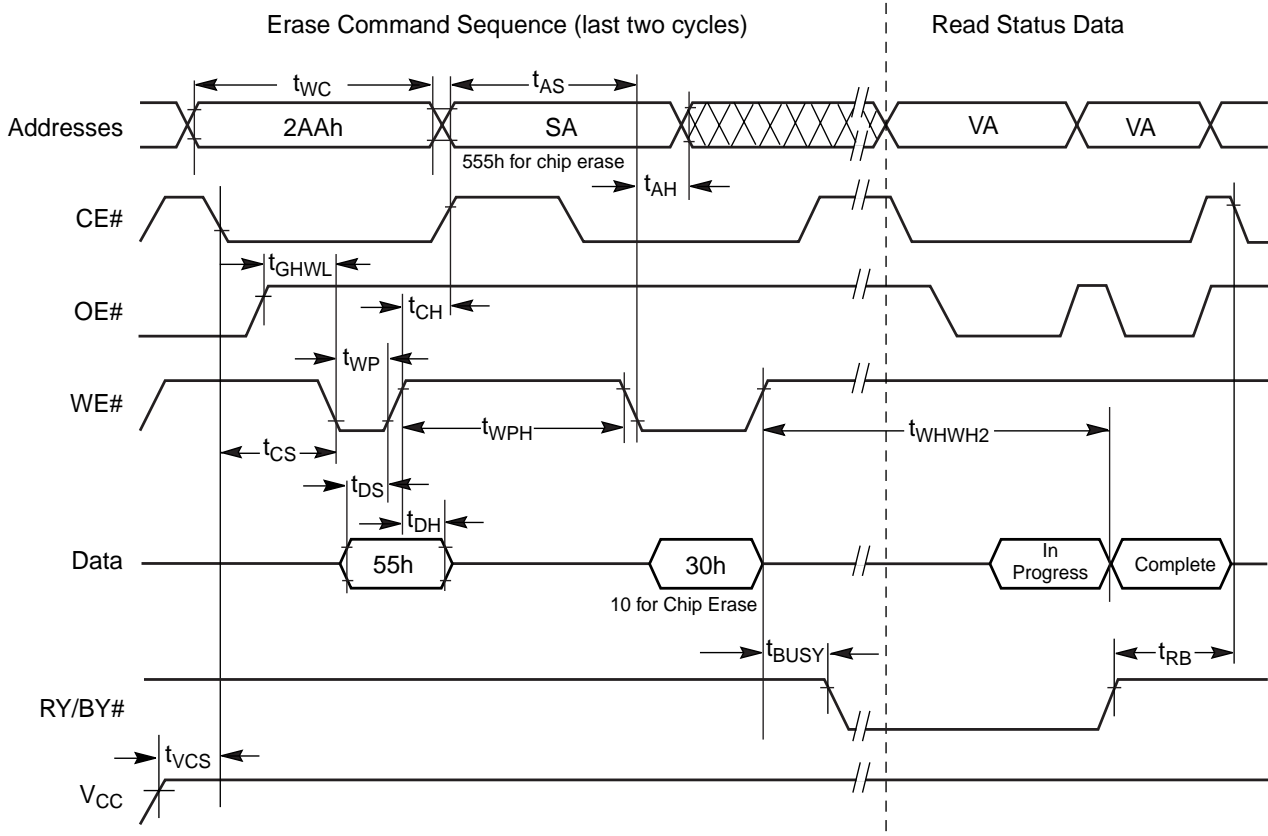 Erase Command Sequence (last two cycles)
Read Status Data
tWC
tAS
Addresses
2AAh
SA
VA
VA
555h for chip erase
tAH
CE#
tGHWL
tCH
OE#
tWP
WE#
tWPH
tWHWH2
tCS
tDS
tDH
Data
55h
30h
In
Progress
Complete
10 for Chip Erase
tBUSY
tRB
RY/BY#
tVCS
VCC